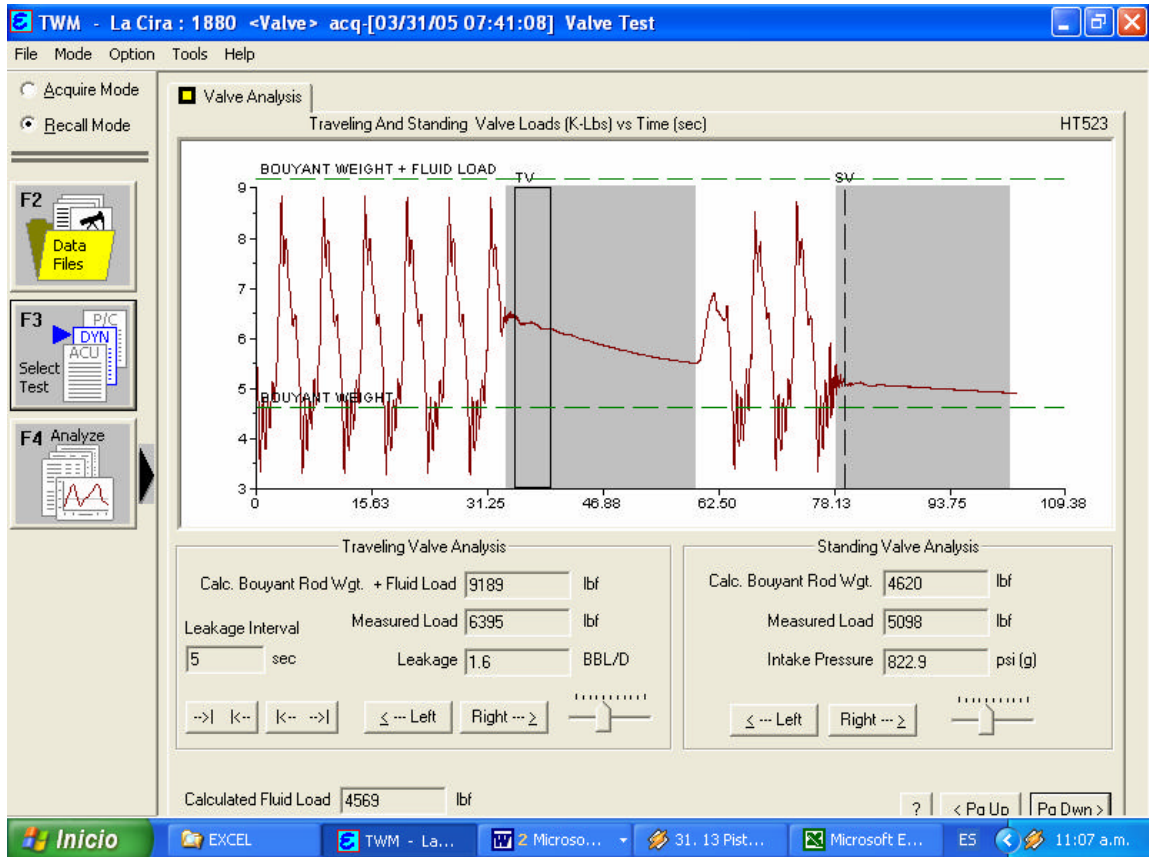 TWM - La Cira : 1880 <Valve> acq-[03/31/05 07:41:08] Valve Test
File Mode Option Tools Help
Acquire Mode
Recall Mode
F2
Data
Files
F3
P/C
DYN
ACU
Select
Test
F4 Analyze
Valve Analysis
Traveling And Standing Valve Loads (K-Lbs) vs Time (sec)
HT523
BOUYANT WEIGHT + FLUID LOAD
TV
SV
BOUYANT WEIGHT
9
8
7
6
5
4
3
0 15.63 31.25 46.88 62.50 78.13 93.75 109.38
Traveling Valve Analysis
Calc. Bouyant Rod Wgt. + Fluid Load 9189 lbf
Leakage Interval
Measured Load 6395 lbf
5 sec
Leakage 1.6 BBL/D
-->| |<-- |<-- -->| < --- Left Right --- >
Standing Valve Analysis
Calc. Bouyant Rod Wgt. 4620 lbf
Measured Load 5098 lbf
Intake Pressure 822.9 psi (g)
< --- Left Right --- >
Calculated Fluid Load 4569 lbf
? < Pg Up Pg Dwn >
Inicio EXCEL TWM - La... 2 Microso... 31. 13 Pist... Microsoft E... ES 11:07 a.m.